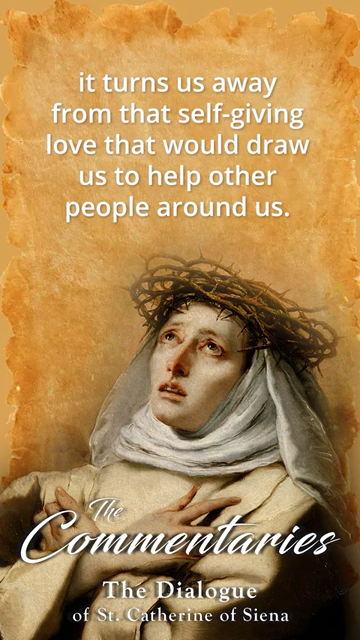 it turns us away
from that self-giving
love that would draw
us to help other
people around us.
The
Commentaries
The Dialogue
of St. Catherine of Siena